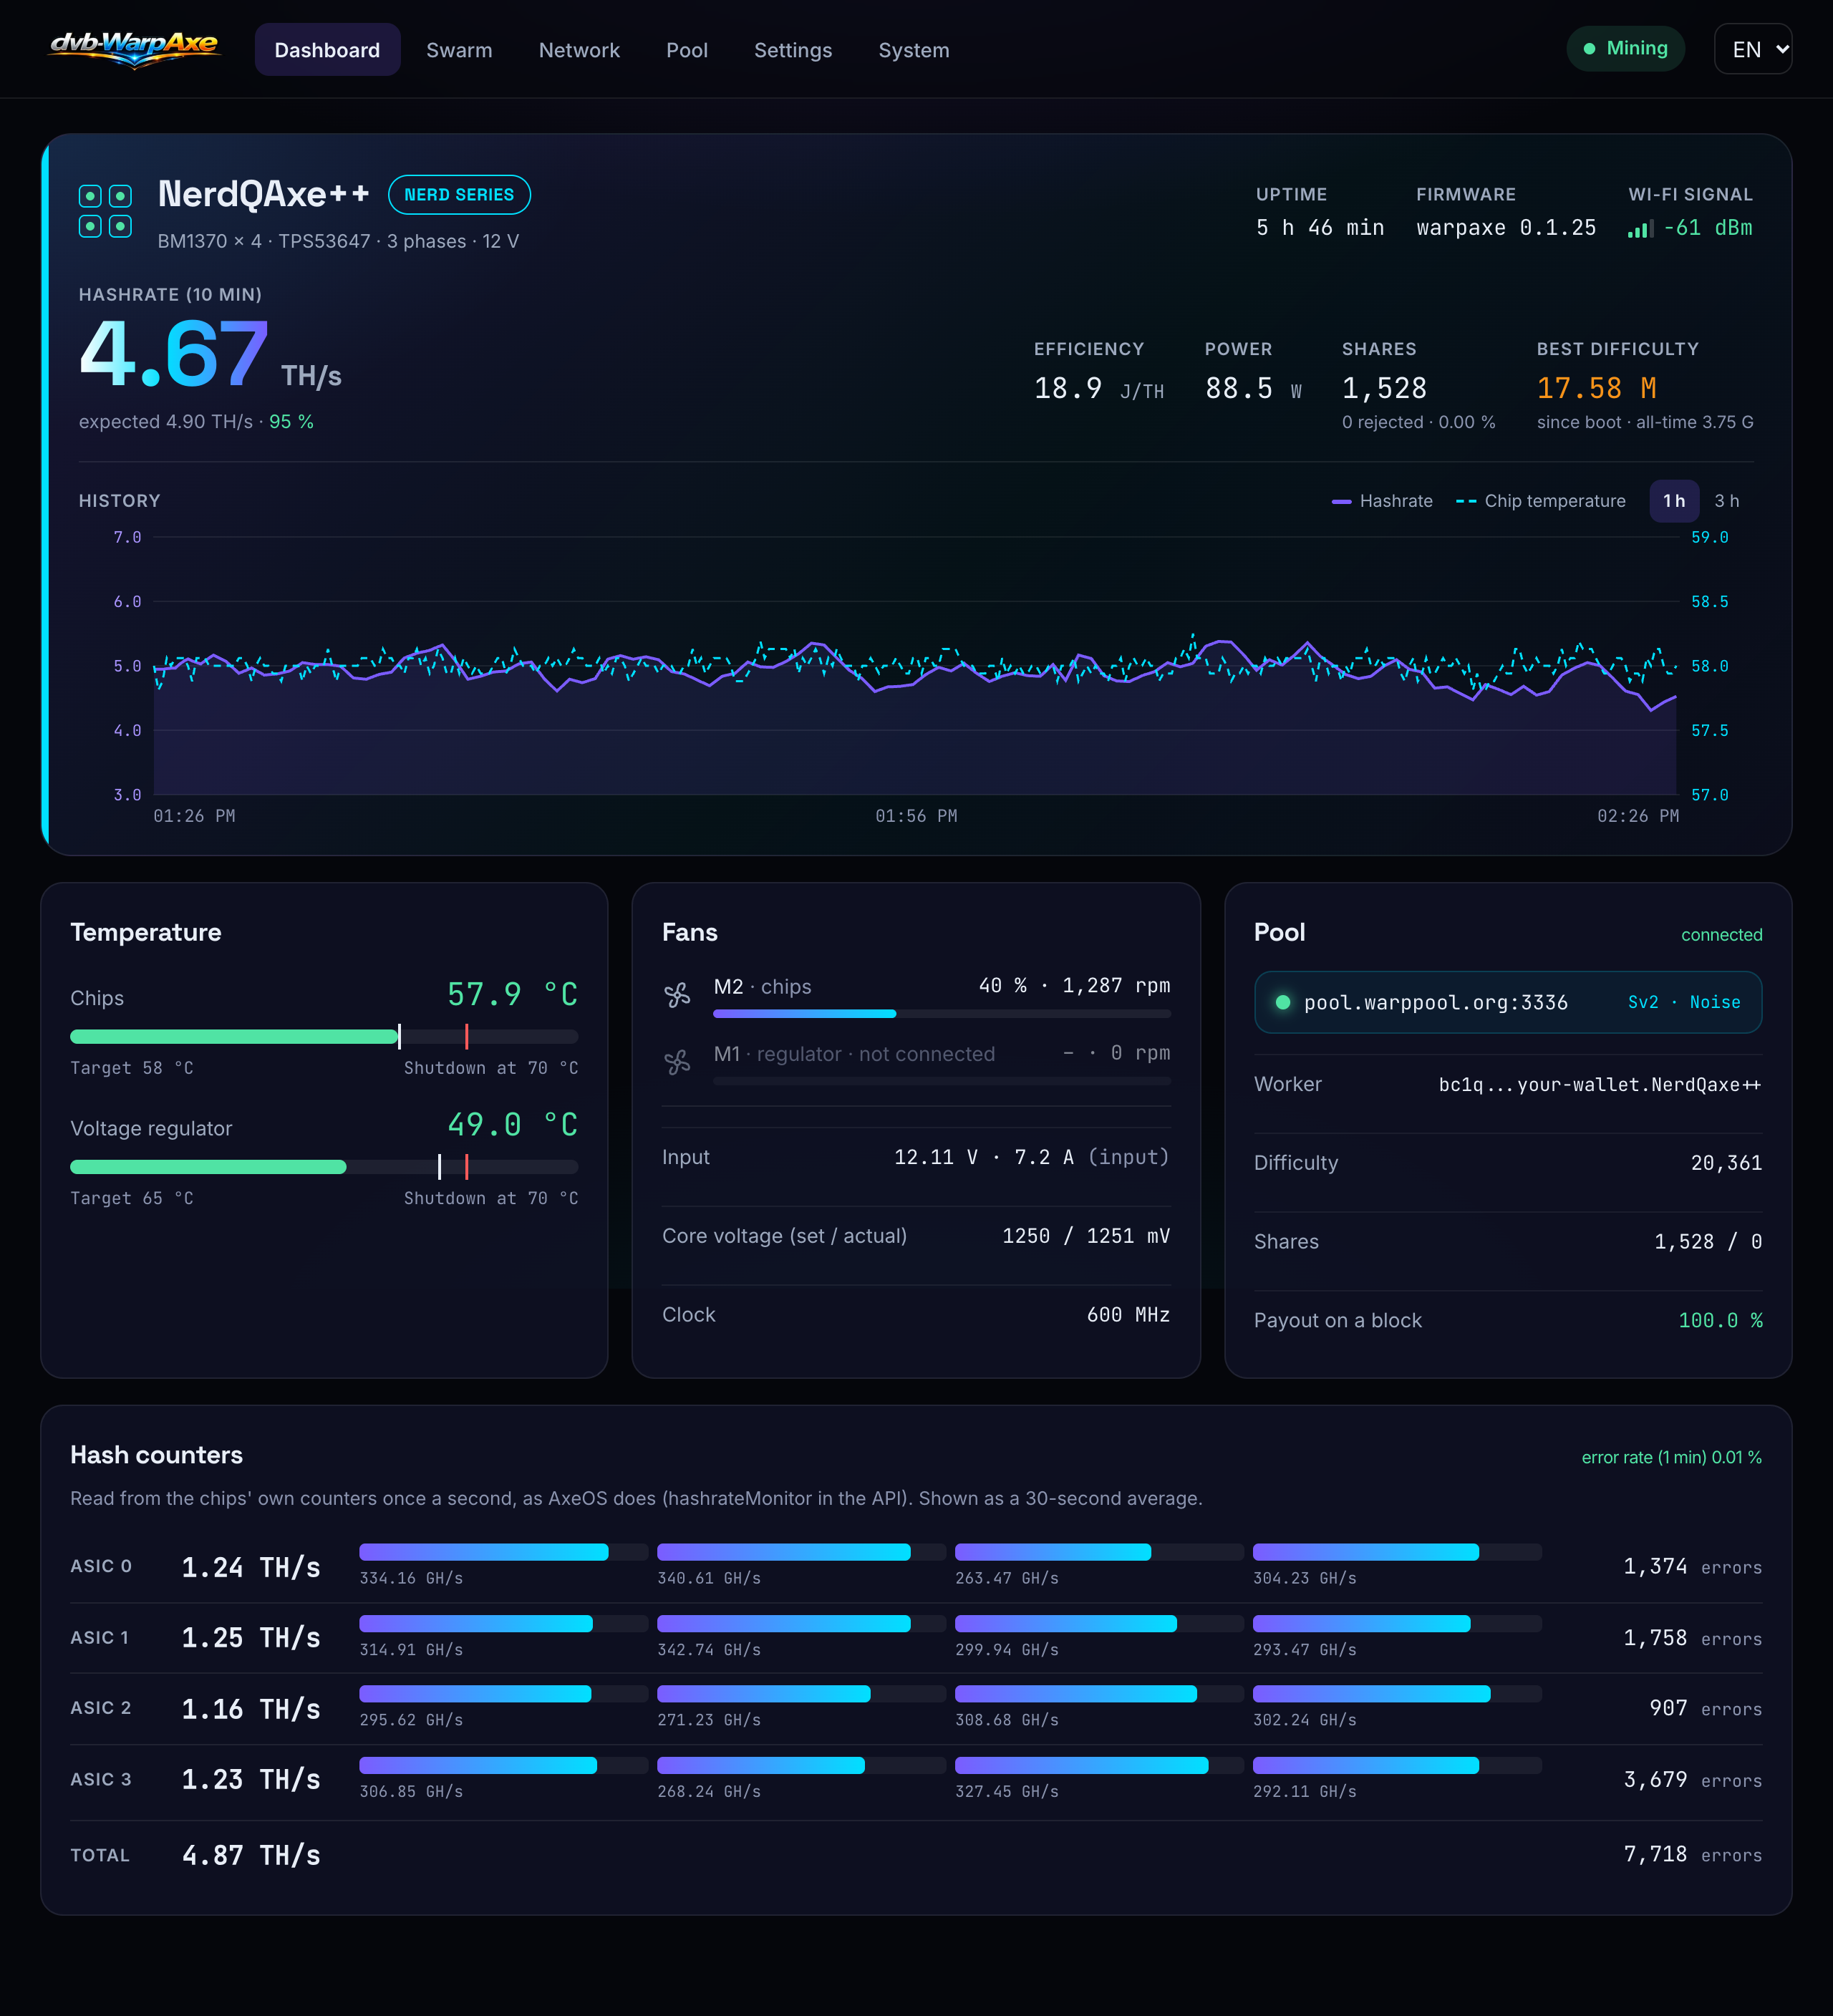 dvb-WarpAxe Dashboard Swarm Network Pool Settings System Mining EN
NerdQAxe++ NERD SERIES
BM1370 × 4 · TPS53647 · 3 phases · 12 V
UPTIME FIRMWARE WI-FI SIGNAL
5 h 46 min warpaxe 0.1.25 -61 dBm
HASHRATE (10 MIN)
4.67 TH/s
expected 4.90 TH/s · 95 %
EFFICIENCY POWER SHARES BEST DIFFICULTY
18.9 J/TH 88.5 W 1,528 17.58 M
0 rejected · 0.00 % since boot · all-time 3.75 G
HISTORY Hashrate Chip temperature 1 h 3 h
7.0 59.0
6.0 58.5
5.0 58.0
4.0 57.5
3.0 57.0
01:26 PM 01:56 PM 02:26 PM
Temperature
Chips 57.9 °C
Target 58 °C Shutdown at 70 °C
Voltage regulator 49.0 °C
Target 65 °C Shutdown at 70 °C
Fans
M2 · chips 40 % · 1,287 rpm
M1 · regulator · not connected – · 0 rpm
Input 12.11 V · 7.2 A (input)
Core voltage (set / actual) 1250 / 1251 mV
Clock 600 MHz
Pool connected
pool.warppool.org:3336 Sv2 · Noise
Worker bc1q...your-wallet.NerdQaxe++
Difficulty 20,361
Shares 1,528 / 0
Payout on a block 100.0 %
Hash counters error rate (1 min) 0.01 %
Read from the chips' own counters once a second, as AxeOS does (hashrateMonitor in the API). Shown as a 30-second average.
ASIC 0 1.24 TH/s 334.16 GH/s 340.61 GH/s 263.47 GH/s 304.23 GH/s 1,374 errors
ASIC 1 1.25 TH/s 314.91 GH/s 342.74 GH/s 299.94 GH/s 293.47 GH/s 1,758 errors
ASIC 2 1.16 TH/s 295.62 GH/s 271.23 GH/s 308.68 GH/s 302.24 GH/s 907 errors
ASIC 3 1.23 TH/s 306.85 GH/s 268.24 GH/s 327.45 GH/s 292.11 GH/s 3,679 errors
TOTAL 4.87 TH/s 7,718 errors